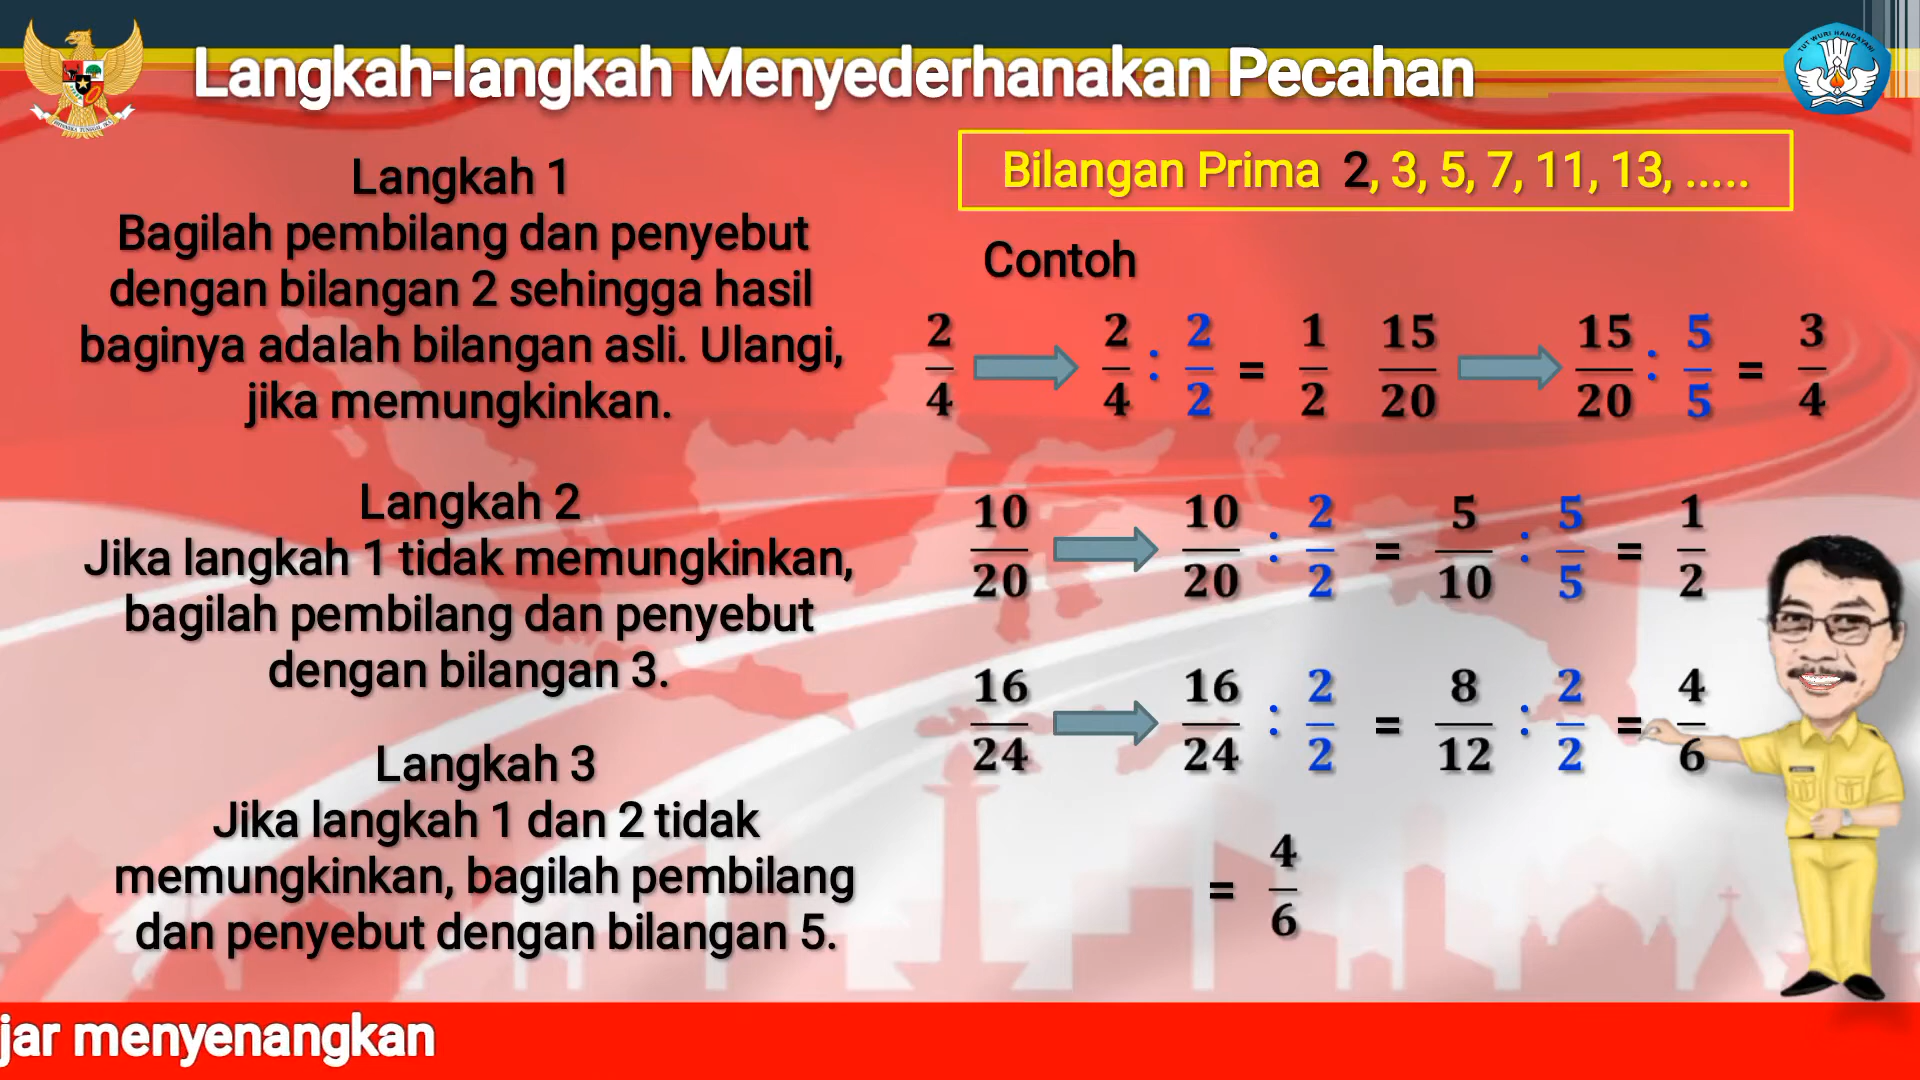 Langkah-langkah Menyederhanakan Pecahan
TUT WURI HANDAYANI
Langkah 1
Bagilah pembilang dan penyebut
dengan bilangan 2 sehingga hasil
baginya adalah bilangan asli. Ulangi,
jika memungkinkan.
Langkah 2
Jika langkah 1 tidak memungkinkan,
bagilah pembilang dan penyebut
dengan bilangan 3.
Langkah 3
Jika langkah 1 dan 2 tidak
memungkinkan, bagilah pembilang
dan penyebut dengan bilangan 5.
Bilangan Prima 2, 3, 5, 7, 11, 13, .....
Contoh
2/4 → 2/4 : 2/2 = 1/2
15/20 → 15/20 : 5/5 = 3/4
10/20 → 10/20 : 2/2 = 5/10 : 5/5 = 1/2
16/24 → 16/24 : 2/2 = 8/12 : 2/2 = 4/6
= 4/6
jar menyenangkan